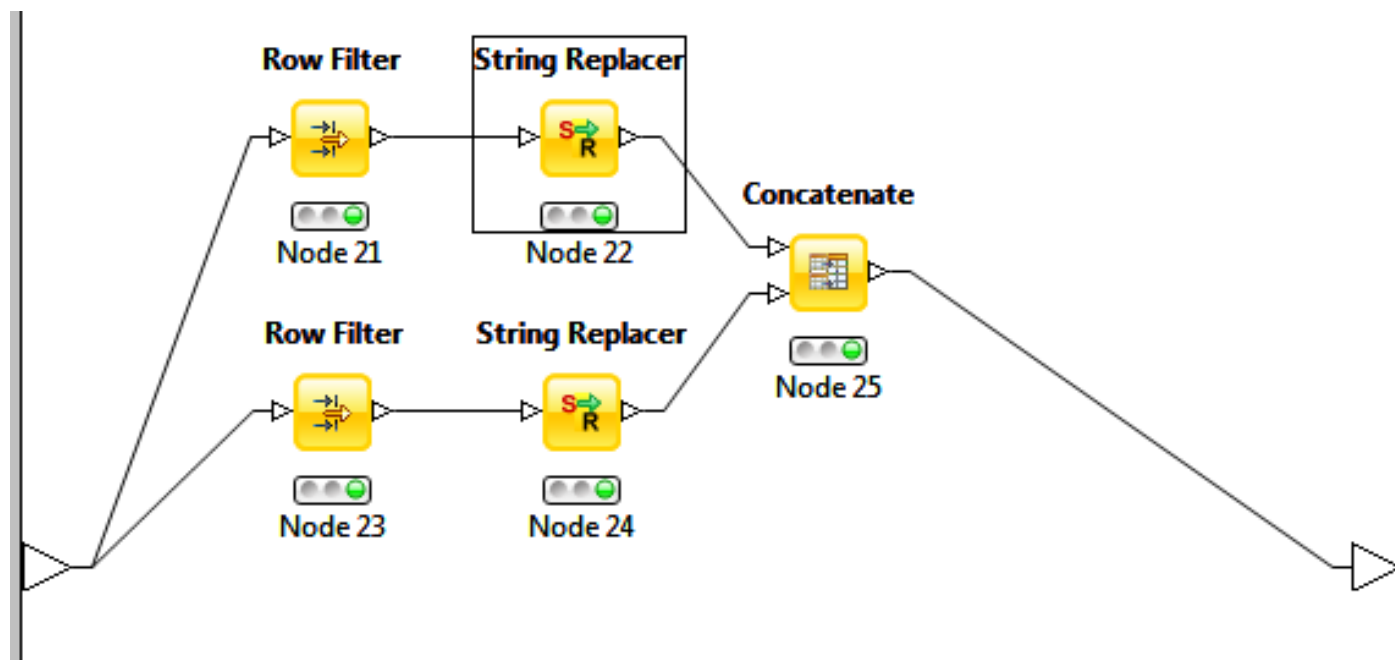 Row Filter
String Replacer
S
R
Node 21
Node 22
Concatenate
Node 25
Row Filter
String Replacer
S
R
Node 23
Node 24